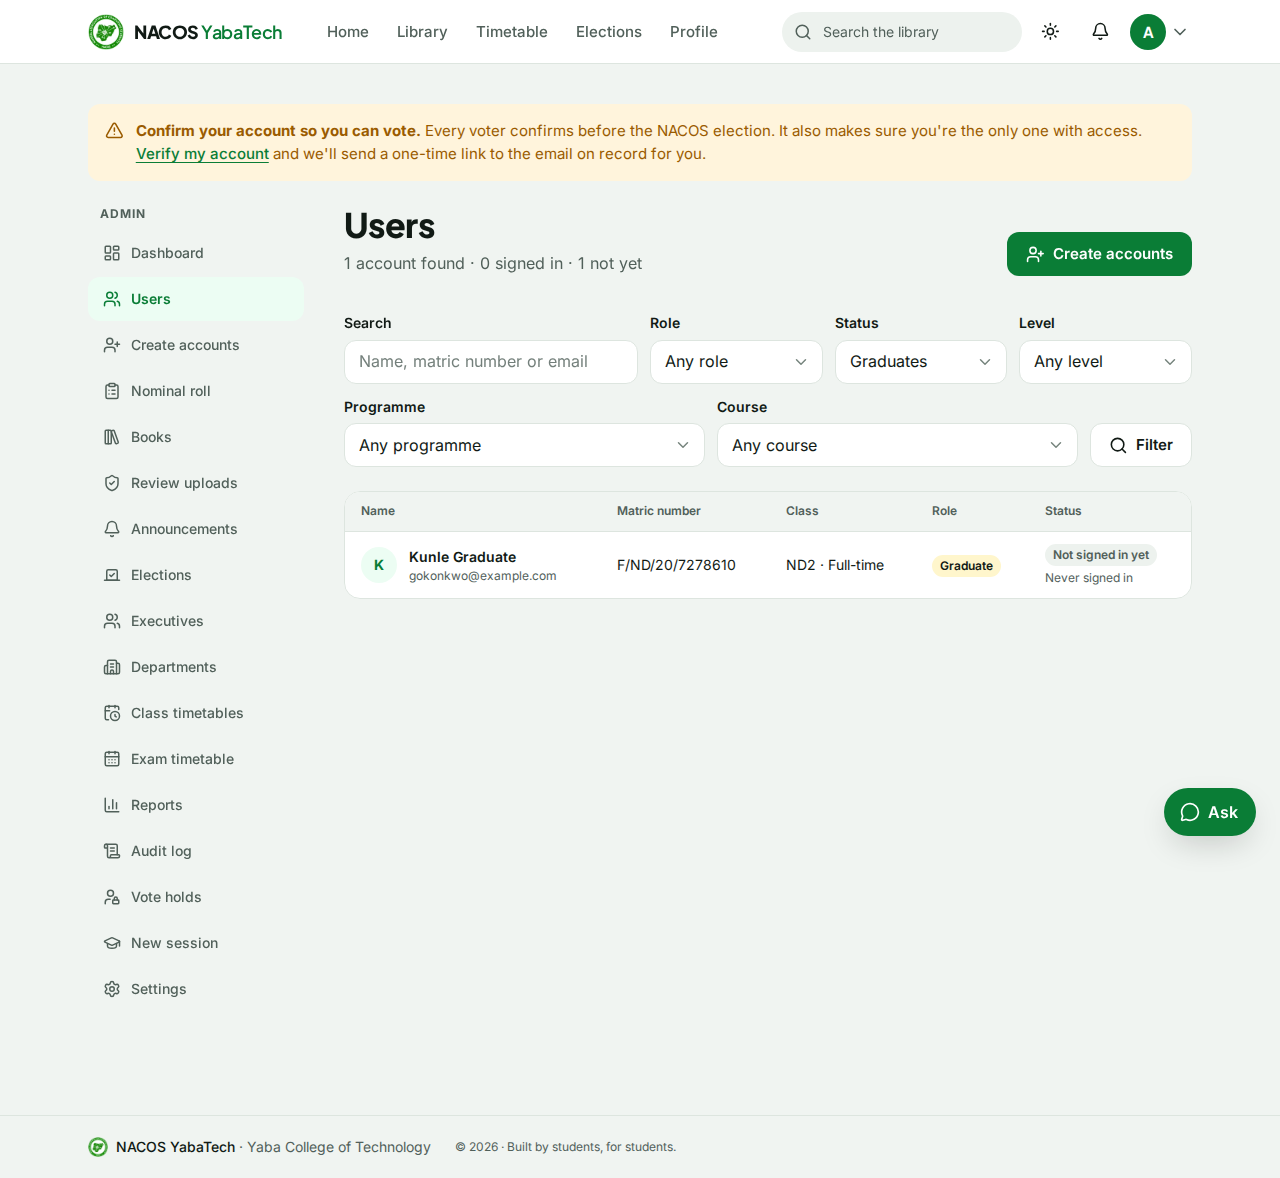 NACOS YabaTech
Home
Library
Timetable
Elections
Profile
Search the library
A
Confirm your account so you can vote. Every voter confirms before the NACOS election. It also makes sure you're the only one with access.
Verify my account and we'll send a one-time link to the email on record for you.
ADMIN
Dashboard
Users
Create accounts
Nominal roll
Books
Review uploads
Announcements
Elections
Executives
Departments
Class timetables
Exam timetable
Reports
Audit log
Vote holds
New session
Settings
Users
1 account found · 0 signed in · 1 not yet
Create accounts
Search
Role
Status
Level
Name, matric number or email
Any role
Graduates
Any level
Programme
Course
Any programme
Any course
Filter
Name
Matric number
Class
Role
Status
K
Kunle Graduate
gokonkwo@example.com
F/ND/20/7278610
ND2 · Full-time
Graduate
Not signed in yet
Never signed in
Ask
NACOS YabaTech · Yaba College of Technology
© 2026 · Built by students, for students.